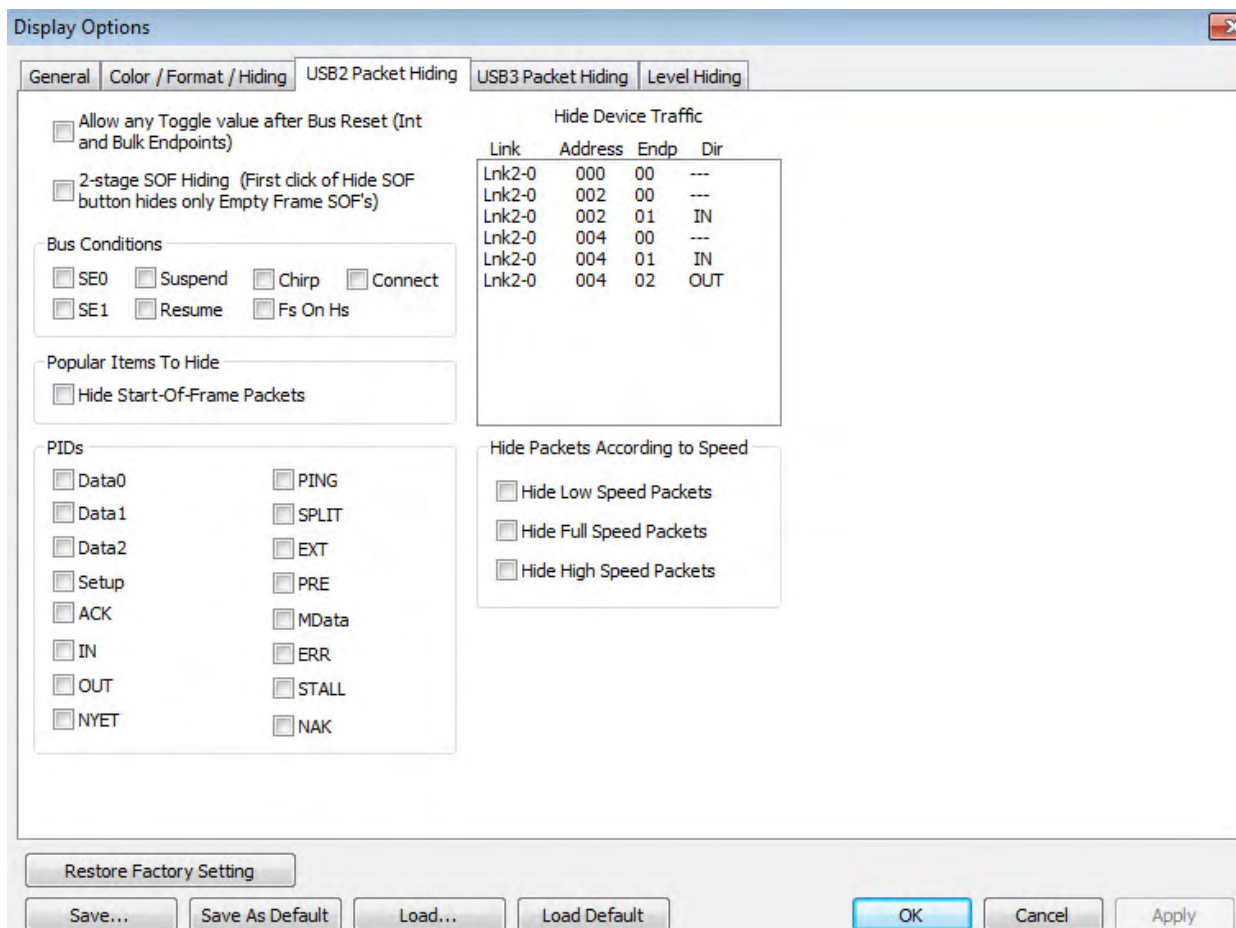 Display Options
General
Color / Format / Hiding
USB2 Packet Hiding
USB3 Packet Hiding
Level Hiding
Allow any Toggle value after Bus Reset (Int
and Bulk Endpoints)
2-stage SOF Hiding (First click of Hide SOF
button hides only Empty Frame SOF's)
Bus Conditions
SE0 Suspend Chirp Connect
SE1 Resume Fs On Hs
Popular Items To Hide
Hide Start-Of-Frame Packets
PIDs
Data0 PING
Data1 SPLIT
Data2 EXT
Setup PRE
ACK MData
IN ERR
OUT STALL
NYET NAK
Hide Device Traffic
Link Address Endp Dir
Lnk2-0 000 00 ---
Lnk2-0 002 00 ---
Lnk2-0 002 01 IN
Lnk2-0 004 00 ---
Lnk2-0 004 01 IN
Lnk2-0 004 02 OUT
Hide Packets According to Speed
Hide Low Speed Packets
Hide Full Speed Packets
Hide High Speed Packets
Restore Factory Setting
Save... Save As Default Load... Load Default OK Cancel Apply